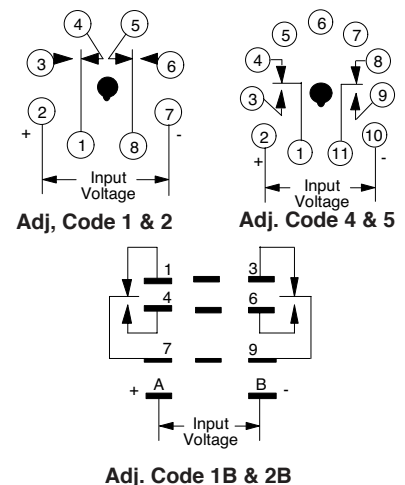 4 5
3 6
2 7
+ -
1 8
Input
Voltage
Adj, Code 1 & 2
6
5 7
4 8
3 9
2 10
+ -
1 11
Input
Voltage
Adj. Code 4 & 5
1 3
4 6
7 9
+ A B -
Input
Voltage
Adj. Code 1B & 2B